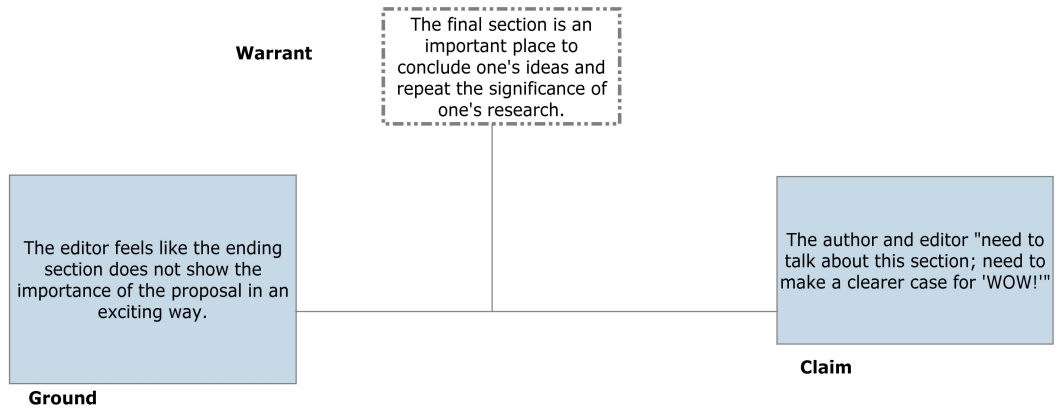 Warrant
The final section is an
important place to
conclude one's ideas and
repeat the significance of
one's research.
The editor feels like the ending
section does not show the
importance of the proposal in an
exciting way.
Ground
The author and editor "need to
talk about this section; need to
make a clearer case for 'WOW!'"
Claim